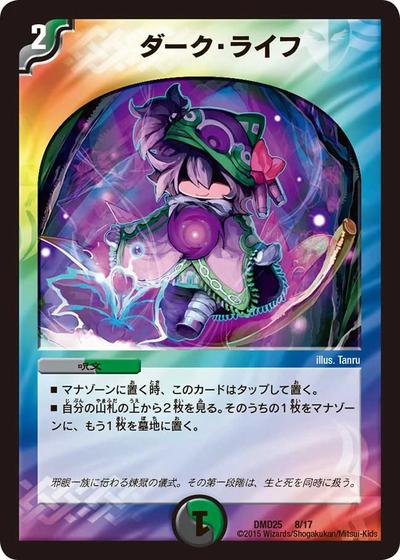 2
ダーク・ライフ
illus. Tanru
呪文
■ マナゾーンに置く時、このカードはタップして置く。
■ 自分の山札の上から2枚を見る。そのうちの1枚をマナゾーンに、もう1枚を墓地に置く。
邪眼一族に伝わる煉獄の儀式。その第一段階は、生と死を同時に扱う。
DMD25 8/17
©2015 Wizards/Shogakukan/Mitsui-Kids